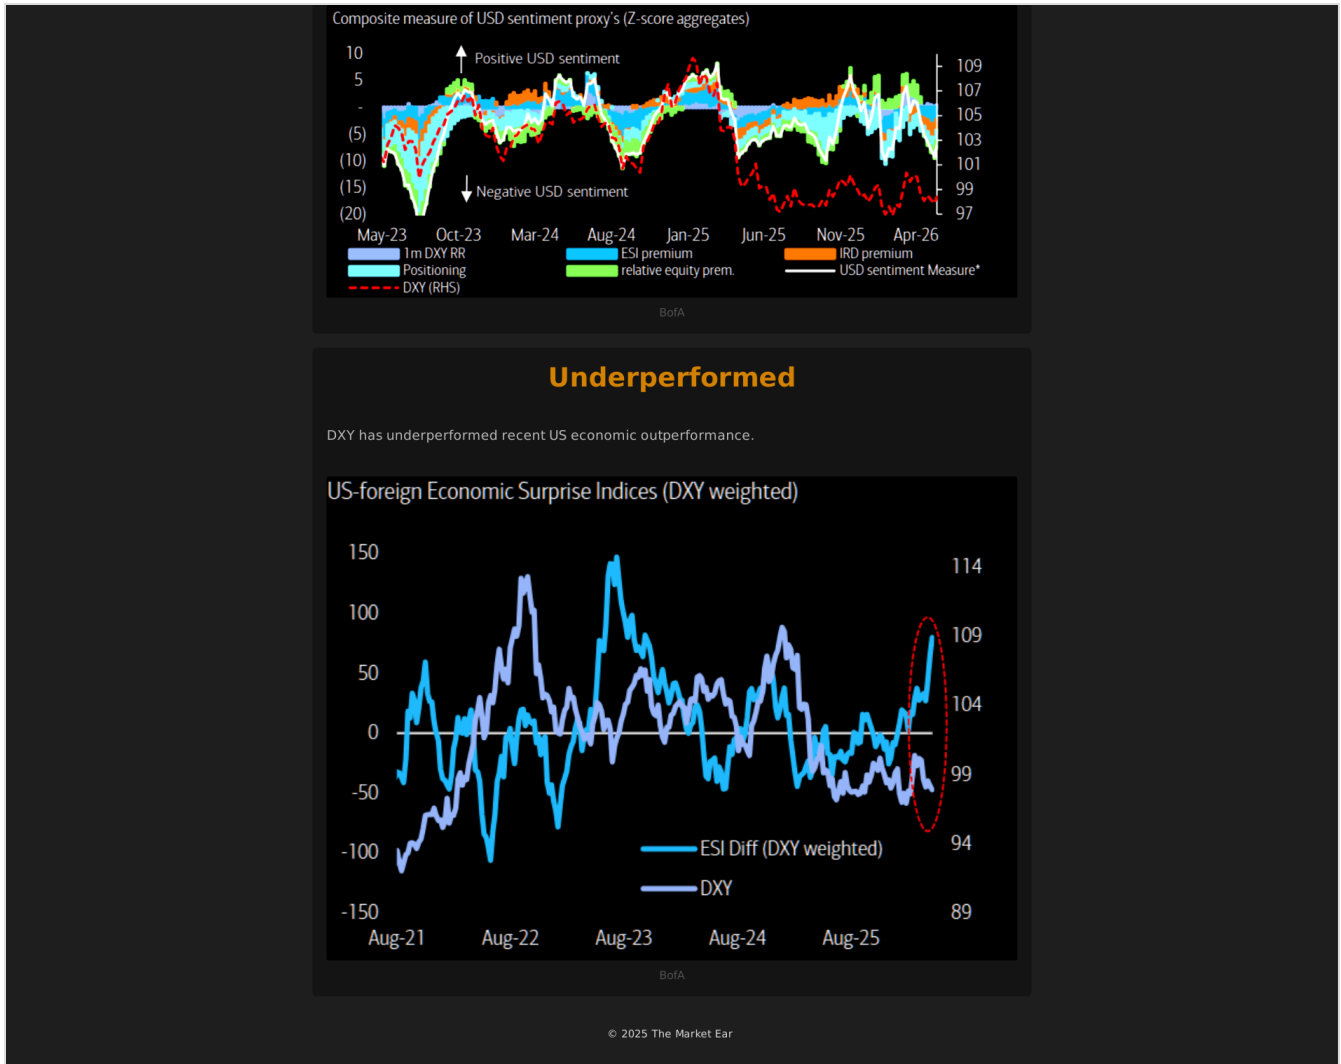 Composite measure of USD sentiment proxy's (Z-score aggregates)
10
5
-
(5)
(10)
(15)
(20)
Positive USD sentiment
Negative USD sentiment
109
107
105
103
101
99
97
May-23 Oct-23 Mar-24 Aug-24 Jan-25 Jun-25 Nov-25 Apr-26
1m DXY RR ESI premium IRD premium
Positioning relative equity prem. USD sentiment Measure*
DXY (RHS)
BofA
Underperformed
DXY has underperformed recent US economic outperformance.
US-foreign Economic Surprise Indices (DXY weighted)
150
100
50
0
-50
-100
-150
114
109
104
99
94
89
ESI Diff (DXY weighted)
DXY
Aug-21 Aug-22 Aug-23 Aug-24 Aug-25
BofA
© 2025 The Market Ear